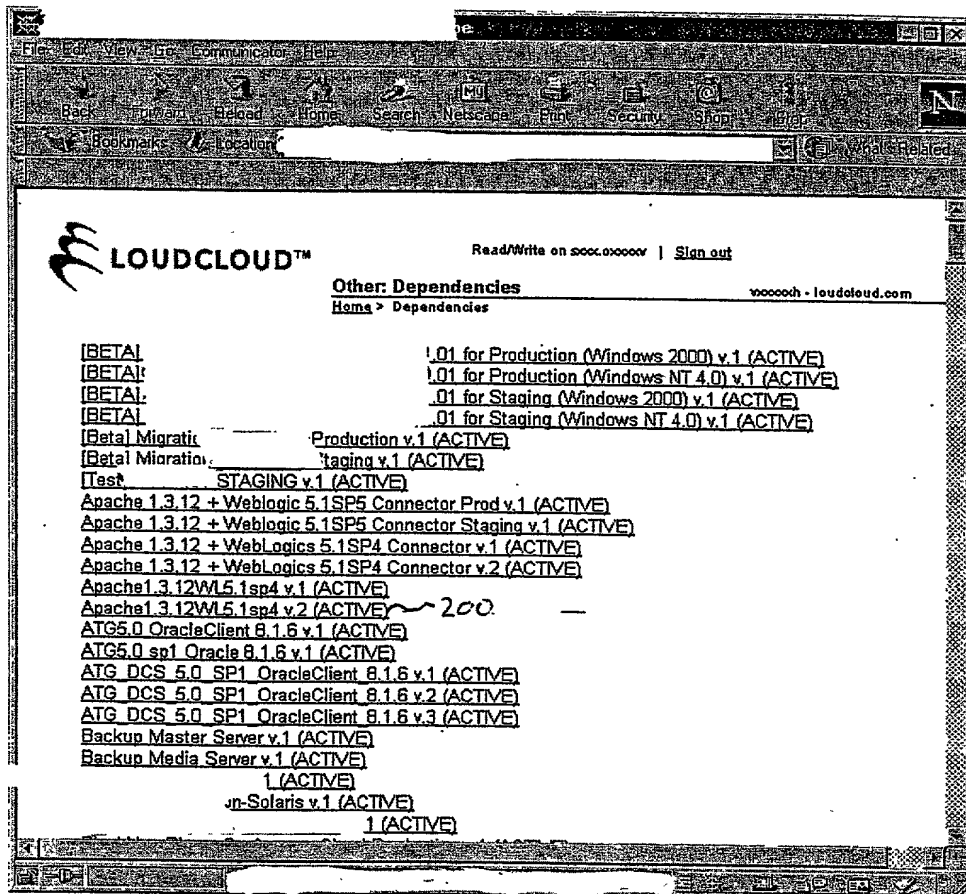 File Edit View Go Communicator Help
Back Forward Reload Home Search Netscape Print Security Shop Stop
Bookmarks Location What's Related
LOUDCLOUD™
Read/Write on | Sign out
Other: Dependencies
Home > Dependencies
[BETA] .01 for Production (Windows 2000) v.1 (ACTIVE)
[BETA] .01 for Production (Windows NT 4.0) v.1 (ACTIVE)
[BETA] .01 for Staging (Windows 2000) v.1 (ACTIVE)
[BETA] .01 for Staging (Windows NT 4.0) v.1 (ACTIVE)
[Beta] Production v.1 (ACTIVE)
[Beta] v.1 (ACTIVE)
[Test STAGING v.1 (ACTIVE)
Apache 1.3.12 + Weblogic 5.1SP5 Connector Prod v.1 (ACTIVE)
Apache 1.3.12 + Weblogic 5.1SP5 Connector Staging v.1 (ACTIVE)
Apache 1.3.12 + WebLogics 5.1SP4 Connector v.1 (ACTIVE)
Apache 1.3.12 + WebLogics 5.1SP4 Connector v.2 (ACTIVE)
Apache1.3.12WL5.1sp4 v.1 (ACTIVE)
Apache1.3.12WL5.1sp4 v.2 (ACTIVE) 200.
ATG5.0 OracleClient 8.1.6 v.1 (ACTIVE)
ATG5.0 sp1 Oracle 8.1.6 v.1 (ACTIVE)
ATG_DCS_5.0_SP1_OracleClient_8.1.6 v.1 (ACTIVE)
ATG_DCS_5.0_SP1_OracleClient_8.1.6 v.2 (ACTIVE)
ATG_DCS_5.0_SP1_OracleClient_8.1.6 v.3 (ACTIVE)
Backup Master Server v.1 (ACTIVE)
Backup Media Server v.1 (ACTIVE)
1 (ACTIVE)
-Solaris v.1 (ACTIVE)
1 (ACTIVE)